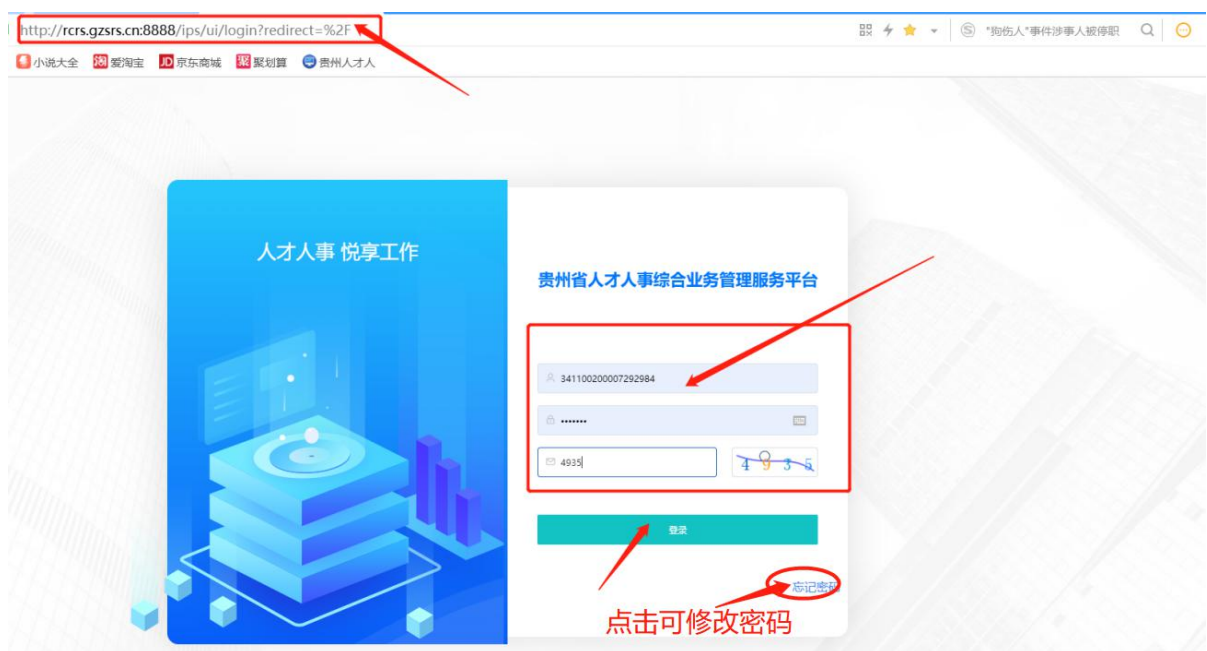 http://rcrs.gzsrs.cn:8888/ips/ui/login?redirect=%2F
"狗伤人"事件涉事人被停职
小说大全 爱淘宝 京东商城 聚划算 贵州人才人
人才人事 悦享工作
贵州省人才人事综合业务管理服务平台
341100200007292984
•••••••
4935
4935
登录
忘记密码
点击可修改密码